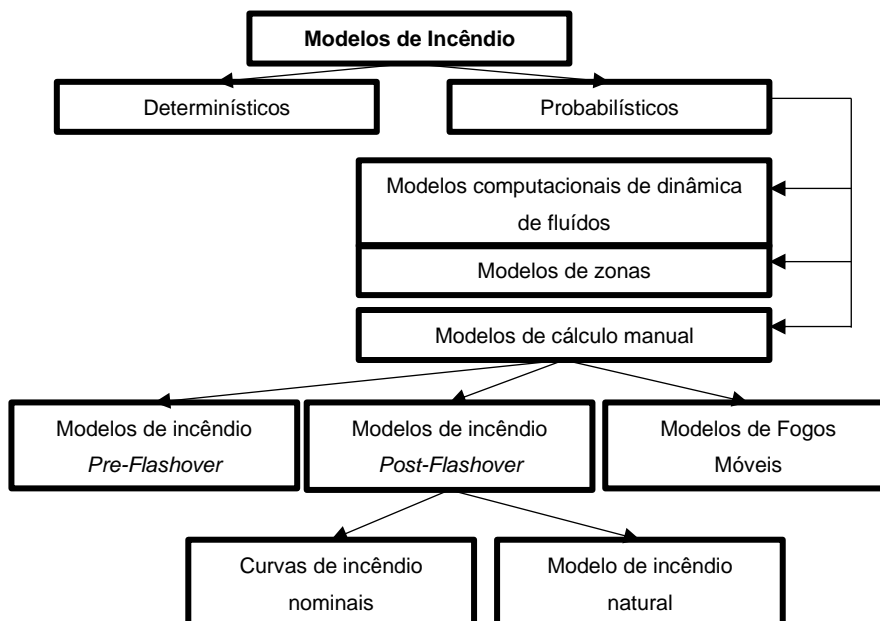 Modelos de Incêndio
Determinísticos
Probabilísticos
Modelos computacionais de dinâmica
de fluídos
Modelos de zonas
Modelos de cálculo manual
Modelos de incêndio
Pre-Flashover
Modelos de incêndio
Post-Flashover
Modelos de Fogos
Móveis
Curvas de incêndio
nominais
Modelo de incêndio
natural